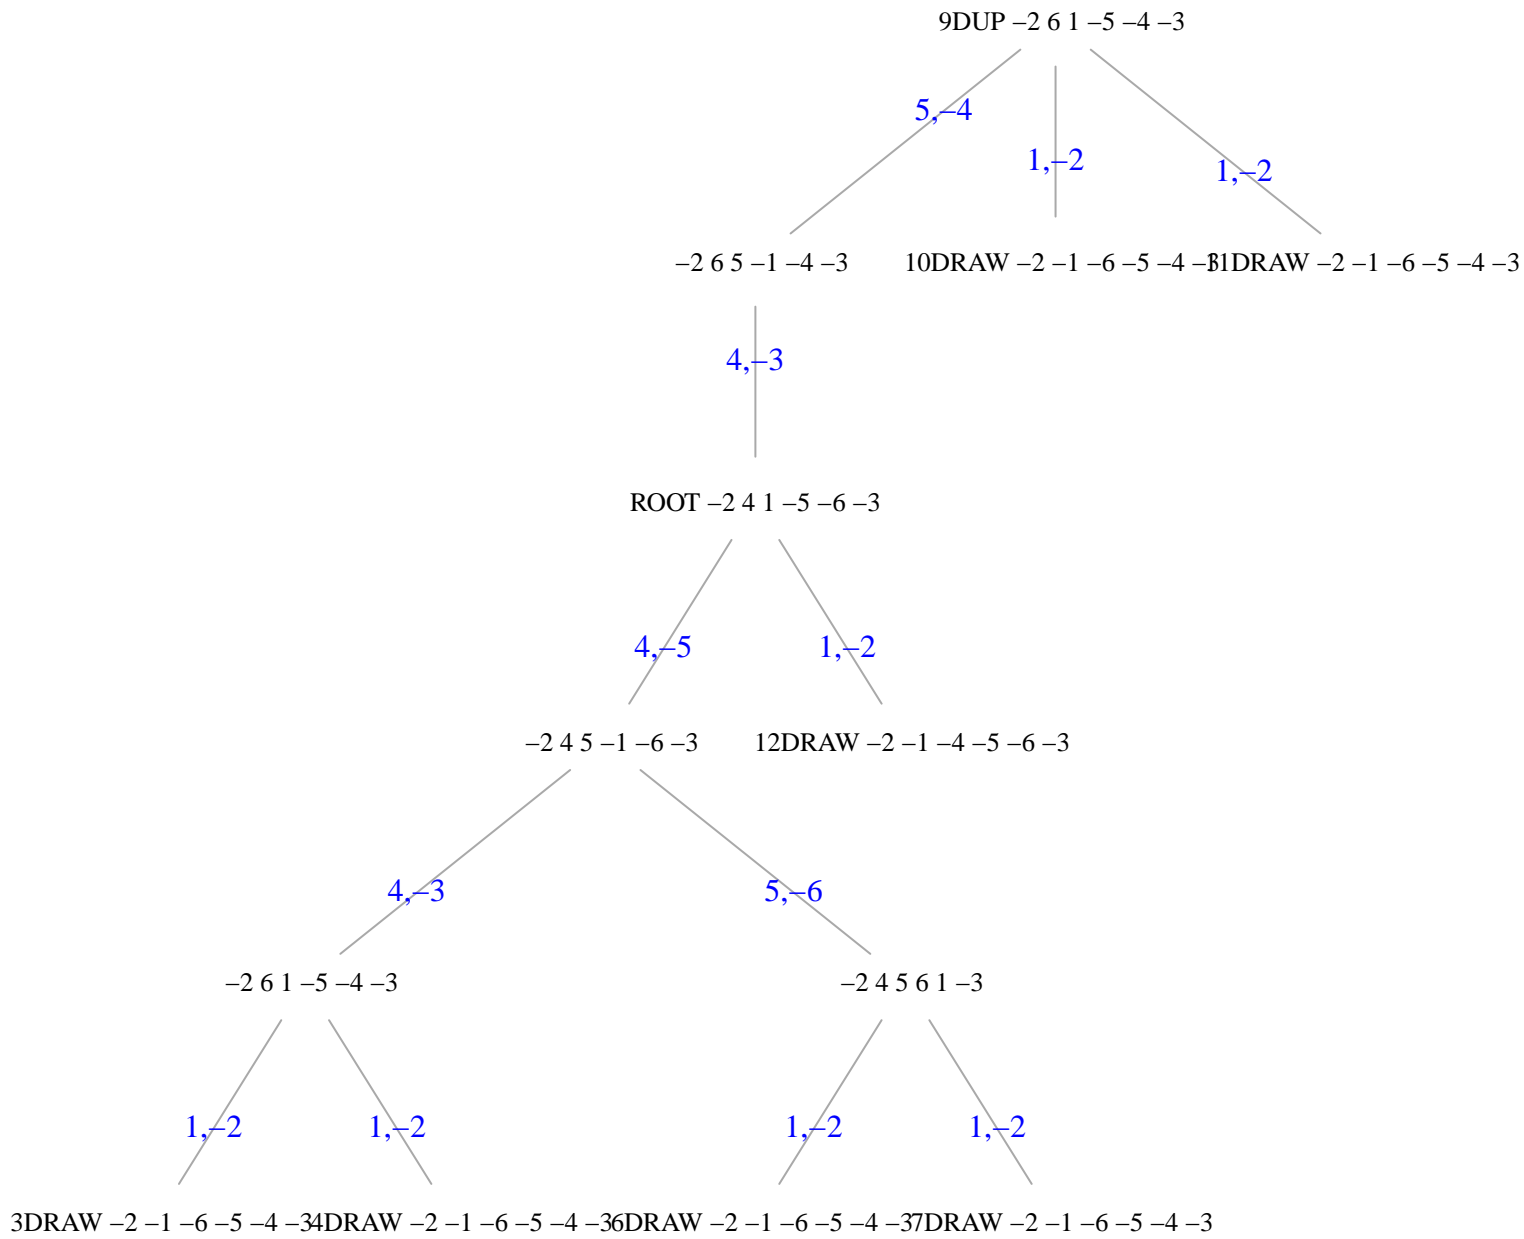 9DUP –2 6 1 –5 –4 –3
5,–4
1,–2
1,–2
–2 6 5 –1 –4 –3
10DRAW –2 –1 –6 –5 –4 –3
11DRAW –2 –1 –6 –5 –4 –3
4,–3
ROOT –2 4 1 –5 –6 –3
4,–5
1,–2
–2 4 5 –1 –6 –3
12DRAW –2 –1 –4 –5 –6 –3
4,–3
5,–6
–2 6 1 –5 –4 –3
–2 4 5 6 1 –3
1,–2
1,–2
1,–2
1,–2
3DRAW –2 –1 –6 –5 –4 –3
4DRAW –2 –1 –6 –5 –4 –3
6DRAW –2 –1 –6 –5 –4 –3
7DRAW –2 –1 –6 –5 –4 –3